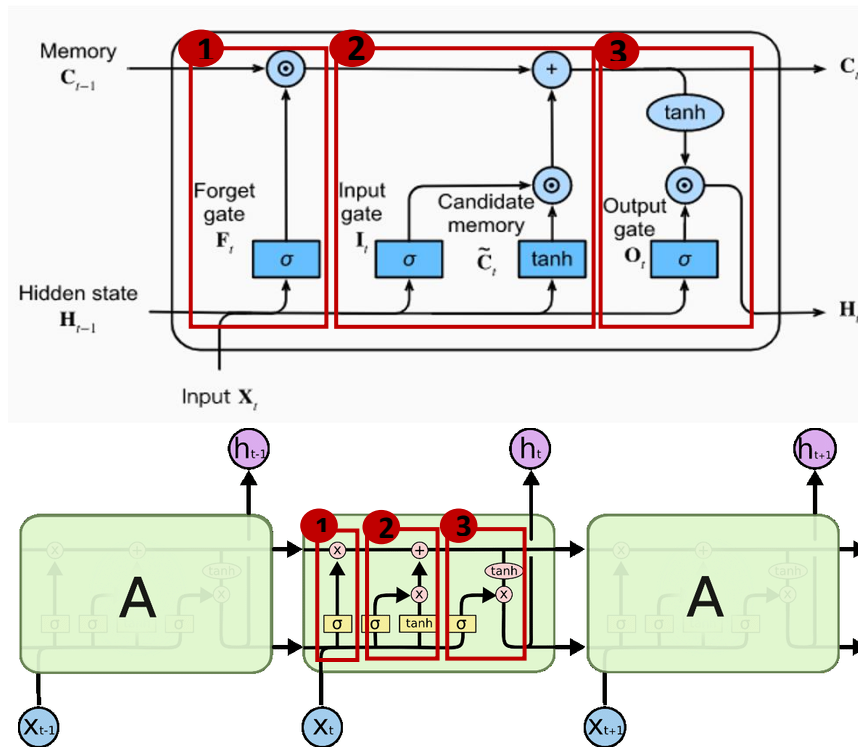 1
2
3
Memory
C_{t-1}
C_t
tanh
Forget
gate
F_t
Input
gate
I_t
Candidate
memory
C̃_t
Output
gate
O_t
σ
σ
tanh
σ
Hidden state
H_{t-1}
H_t
Input X_t
h_{t-1}
h_t
h_{t+1}
1
2
3
tanh
tanh
tanh
A
σ
σ
tanh
σ
A
σ
σ
σ
σ
σ
σ
X_{t-1}
X_t
X_{t+1}